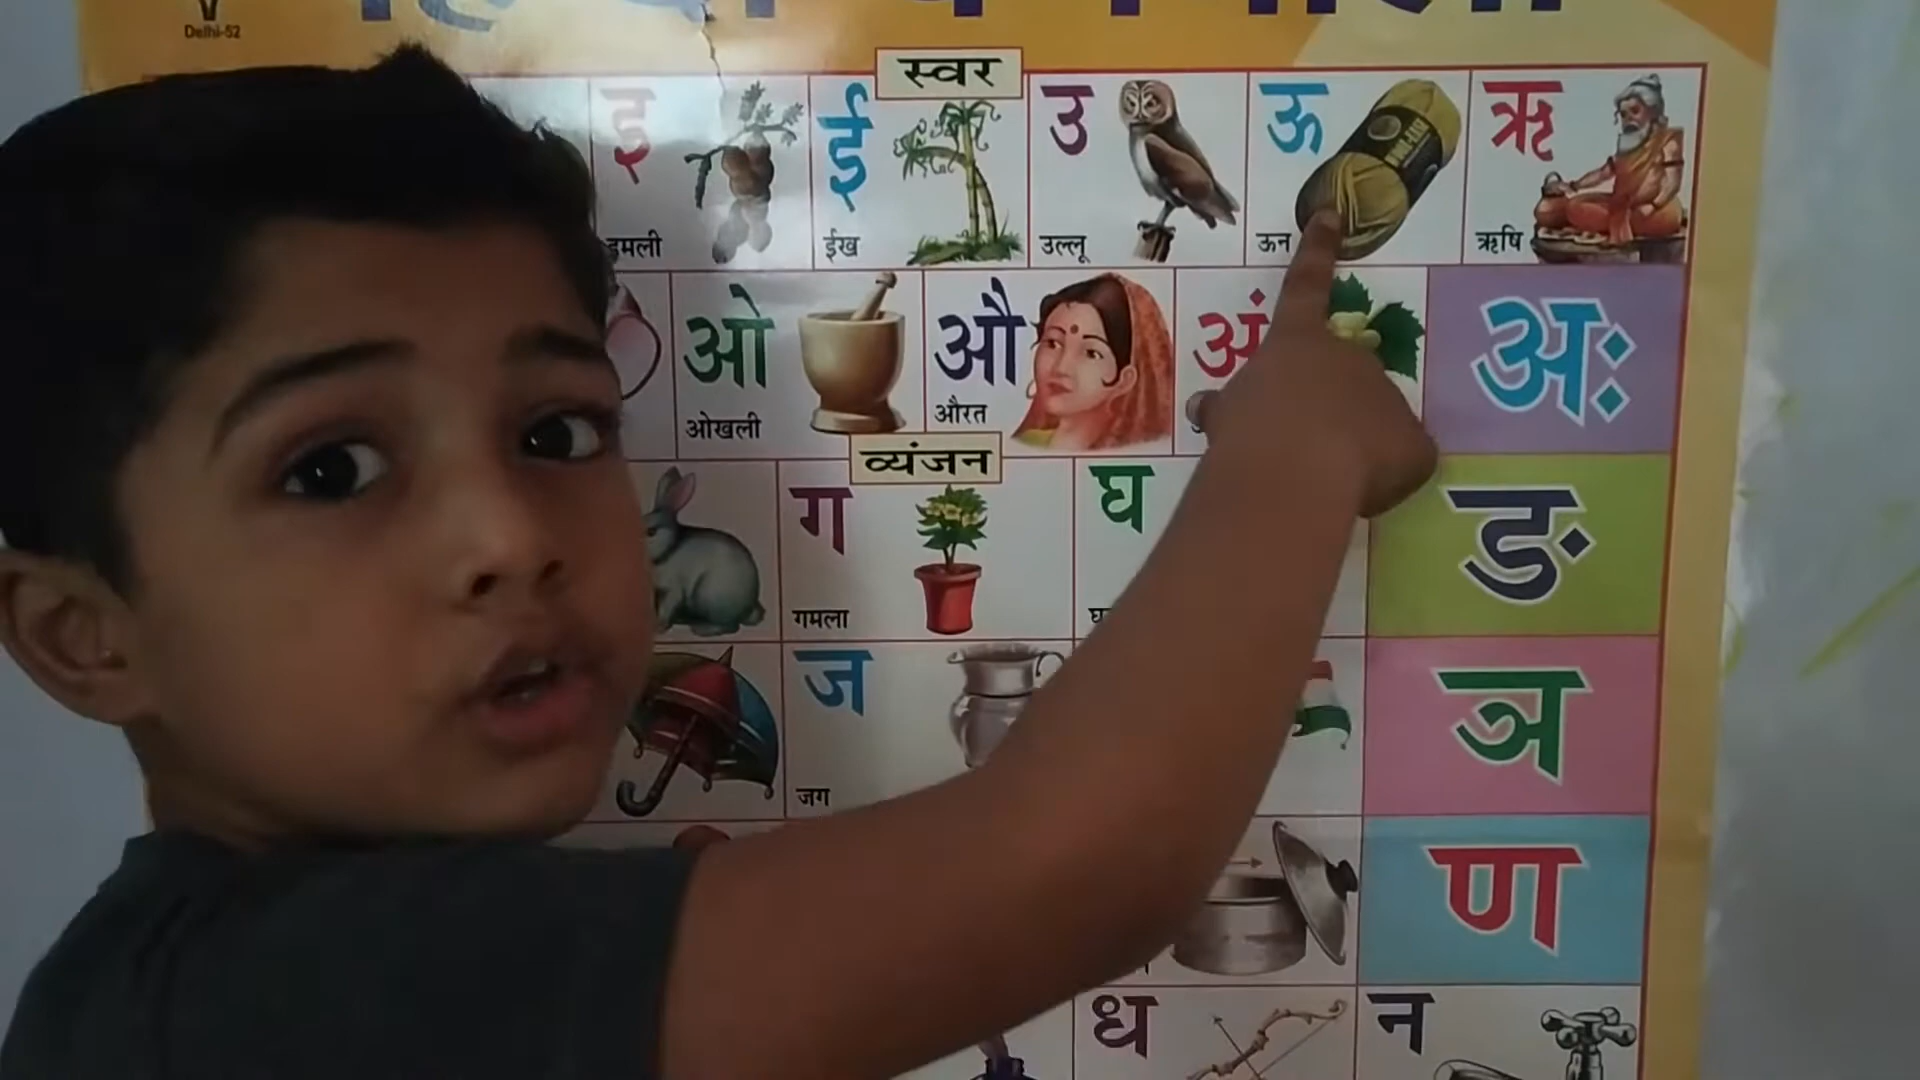 Delhi-52
स्वर
इ ई उ ऊ ऋ
इमली ईख उल्लू ऊन ऋषि
ओ औ अं अः
ओखली औरत
व्यंजन
ग घ ङ
गमला
ज ञ
जग
ण
ध न